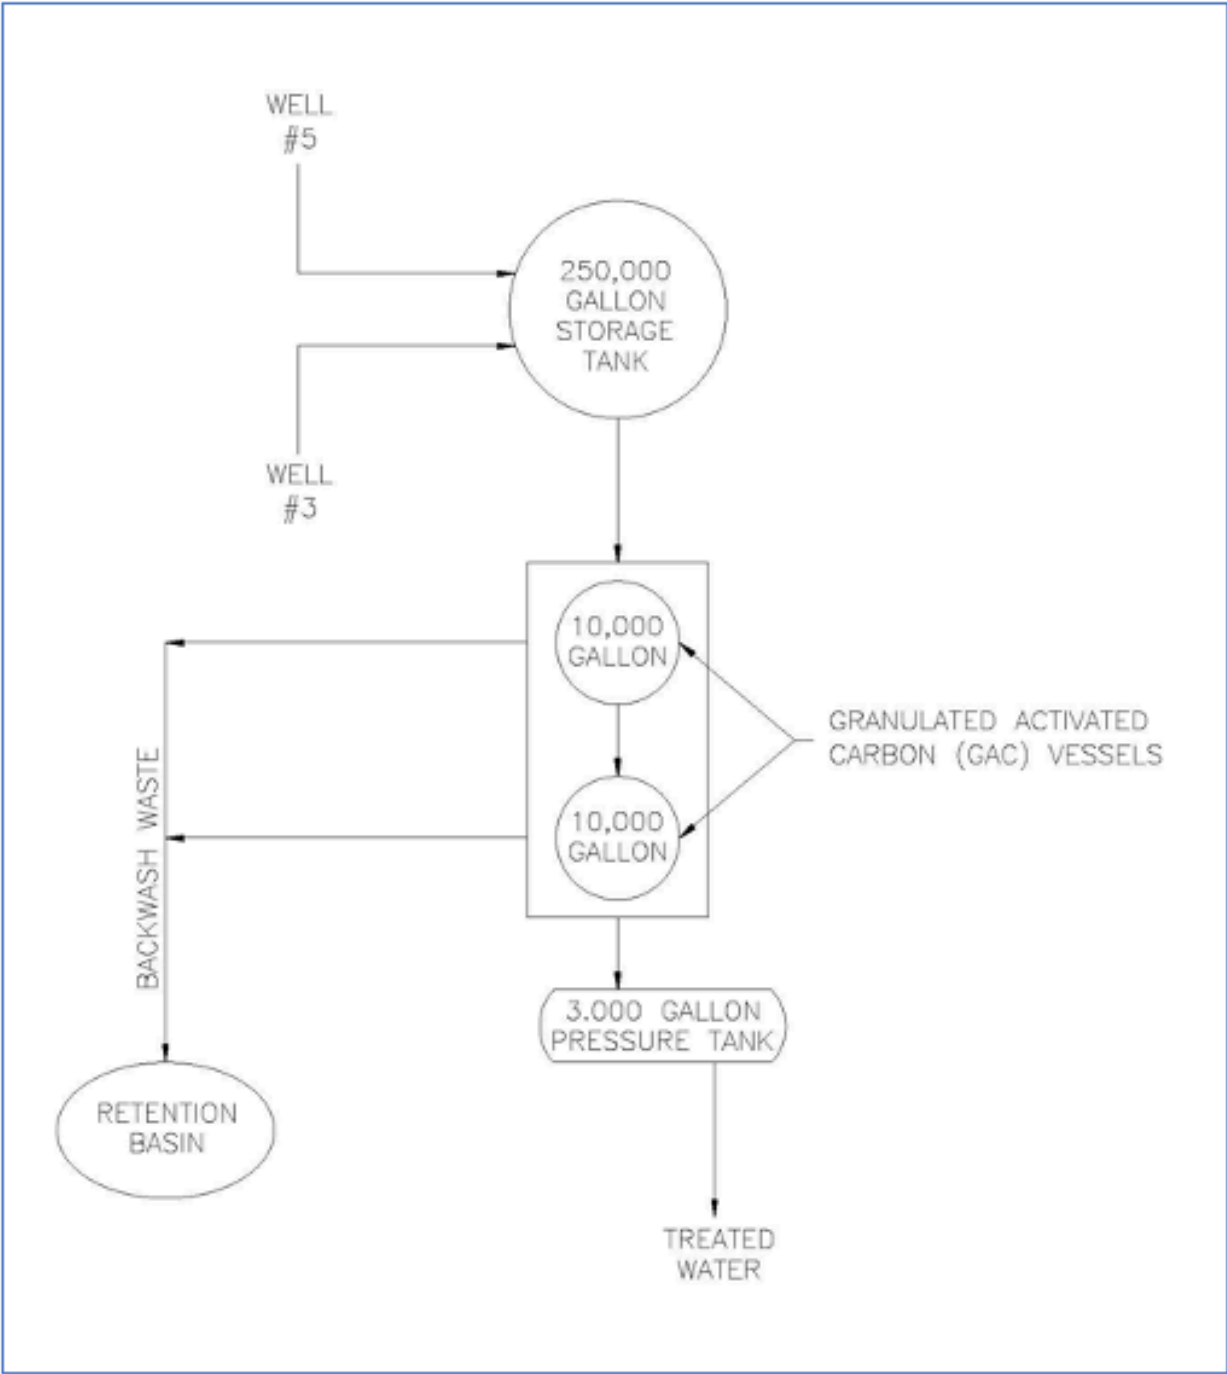 WELL
#5
250,000
GALLON
STORAGE
TANK
WELL
#3
10,000
GALLON
GRANULATED ACTIVATED
CARBON (GAC) VESSELS
10,000
GALLON
BACKWASH WASTE
3.000 GALLON
PRESSURE TANK
RETENTION
BASIN
TREATED
WATER